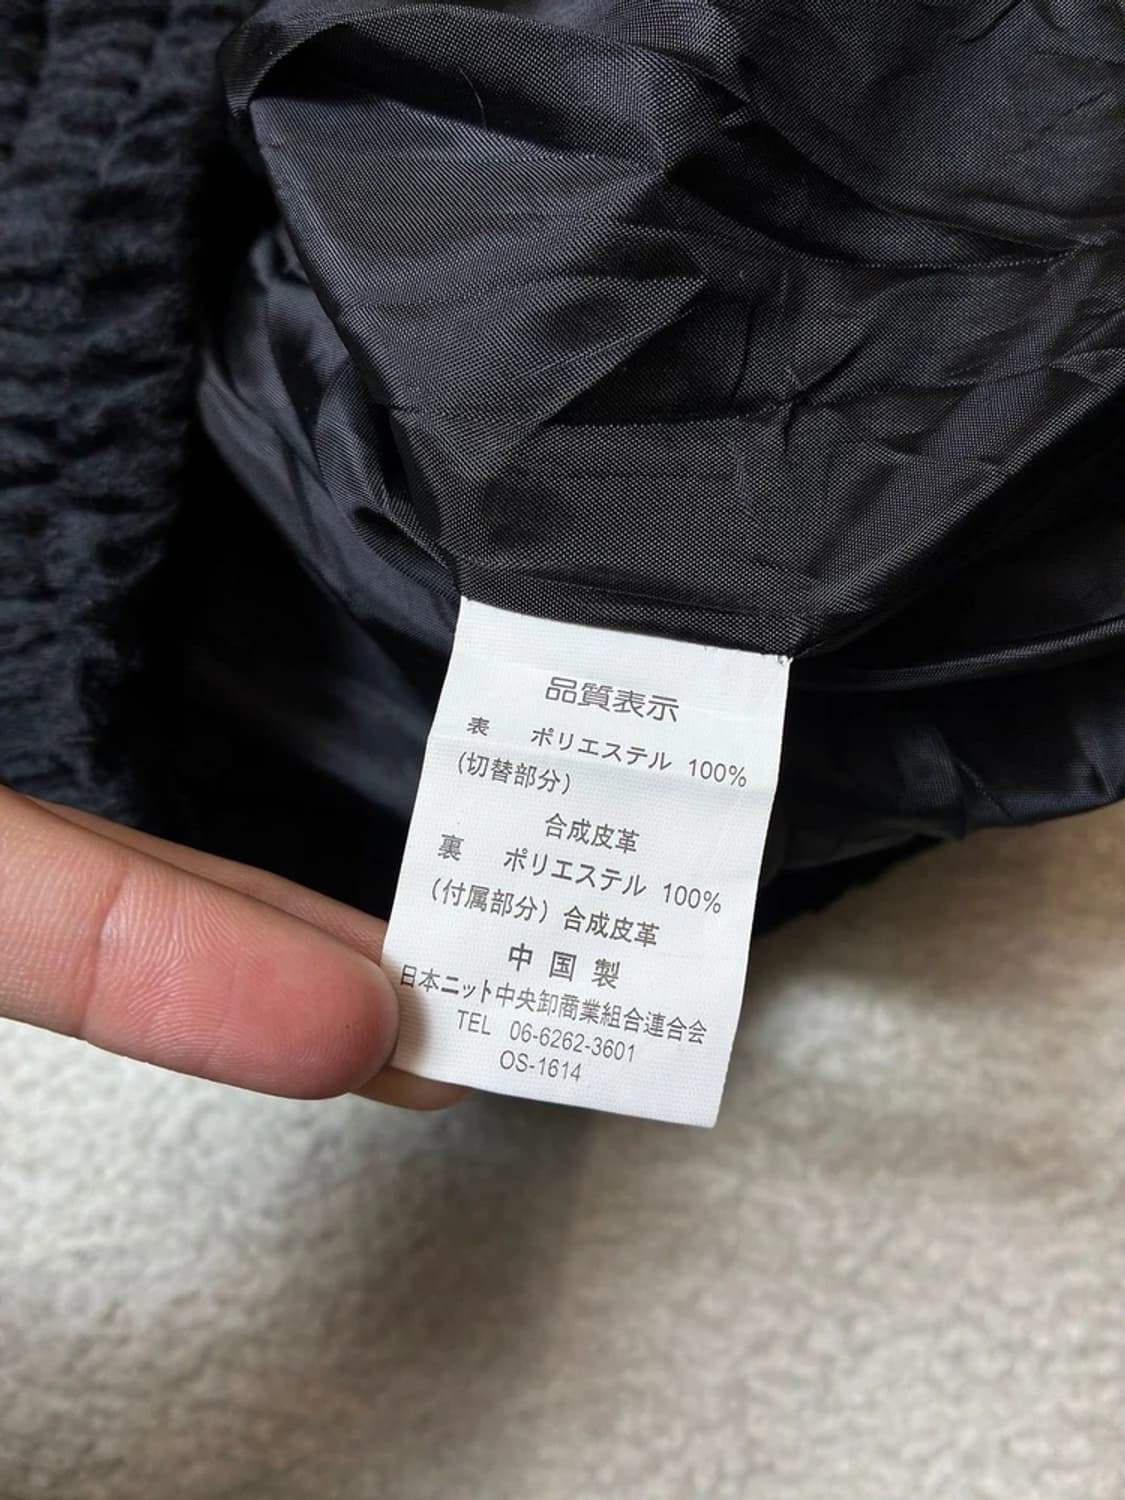 品質表示
表 ポリエステル 100%
(切替部分)
合成皮革
裏 ポリエステル 100%
(付属部分) 合成皮革
中国製
日本ニット中央卸商業組合連合会
TEL 06-6262-3601
OS-1614